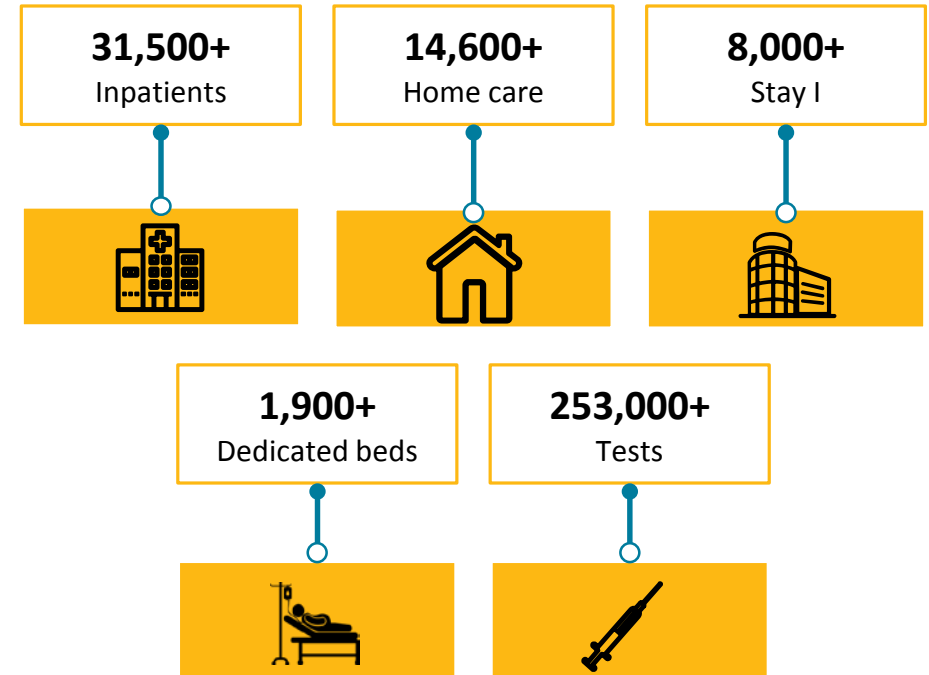 31,500+
Inpatients
14,600+
Home care
8,000+
Stay I
1,900+
Dedicated beds
253,000+
Tests